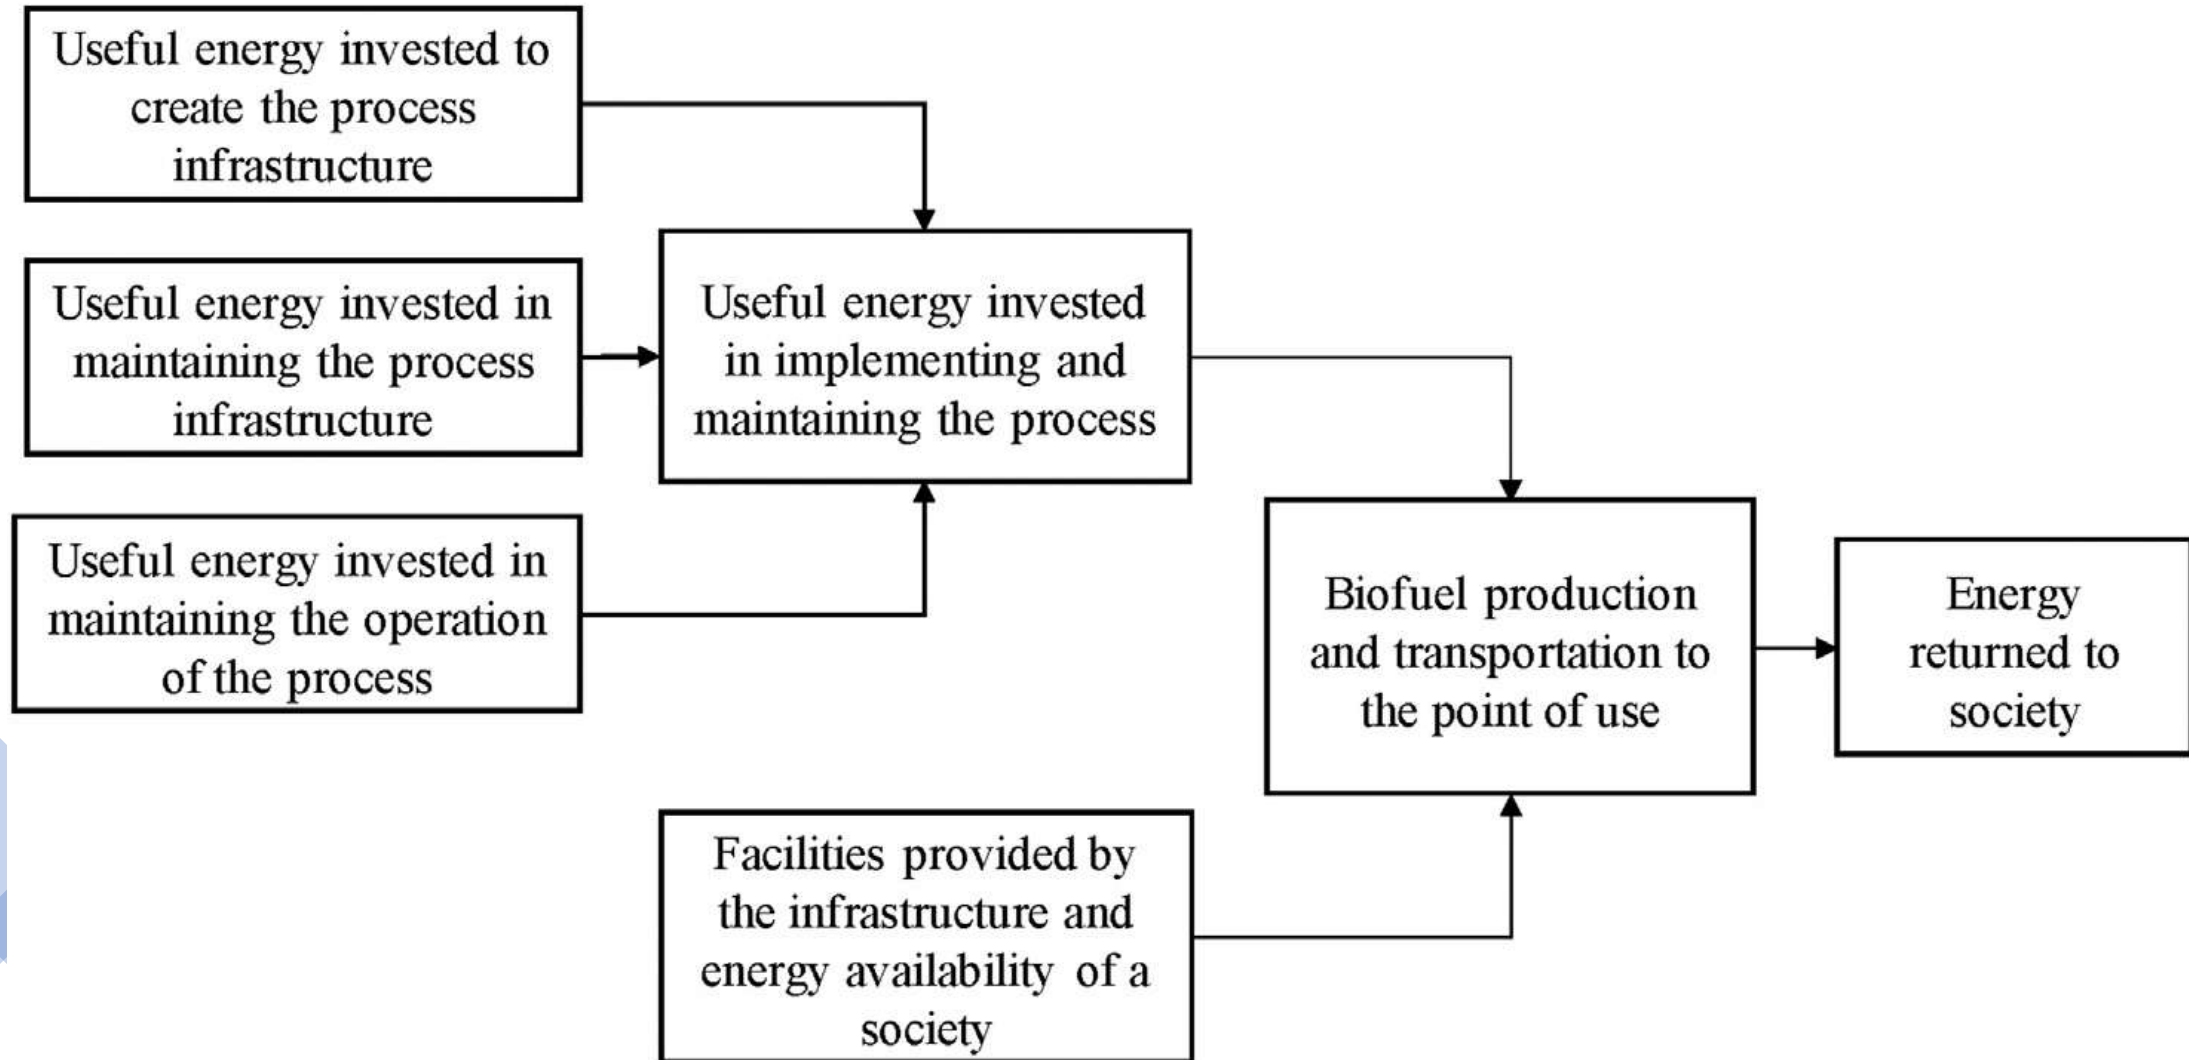 Useful energy invested to
create the process
infrastructure
Useful energy invested in
maintaining the process
infrastructure
Useful energy invested in
maintaining the operation
of the process
Useful energy invested
in implementing and
maintaining the process
Facilities provided by
the infrastructure and
energy availability of a
society
Biofuel production
and transportation to
the point of use
Energy
returned to
society